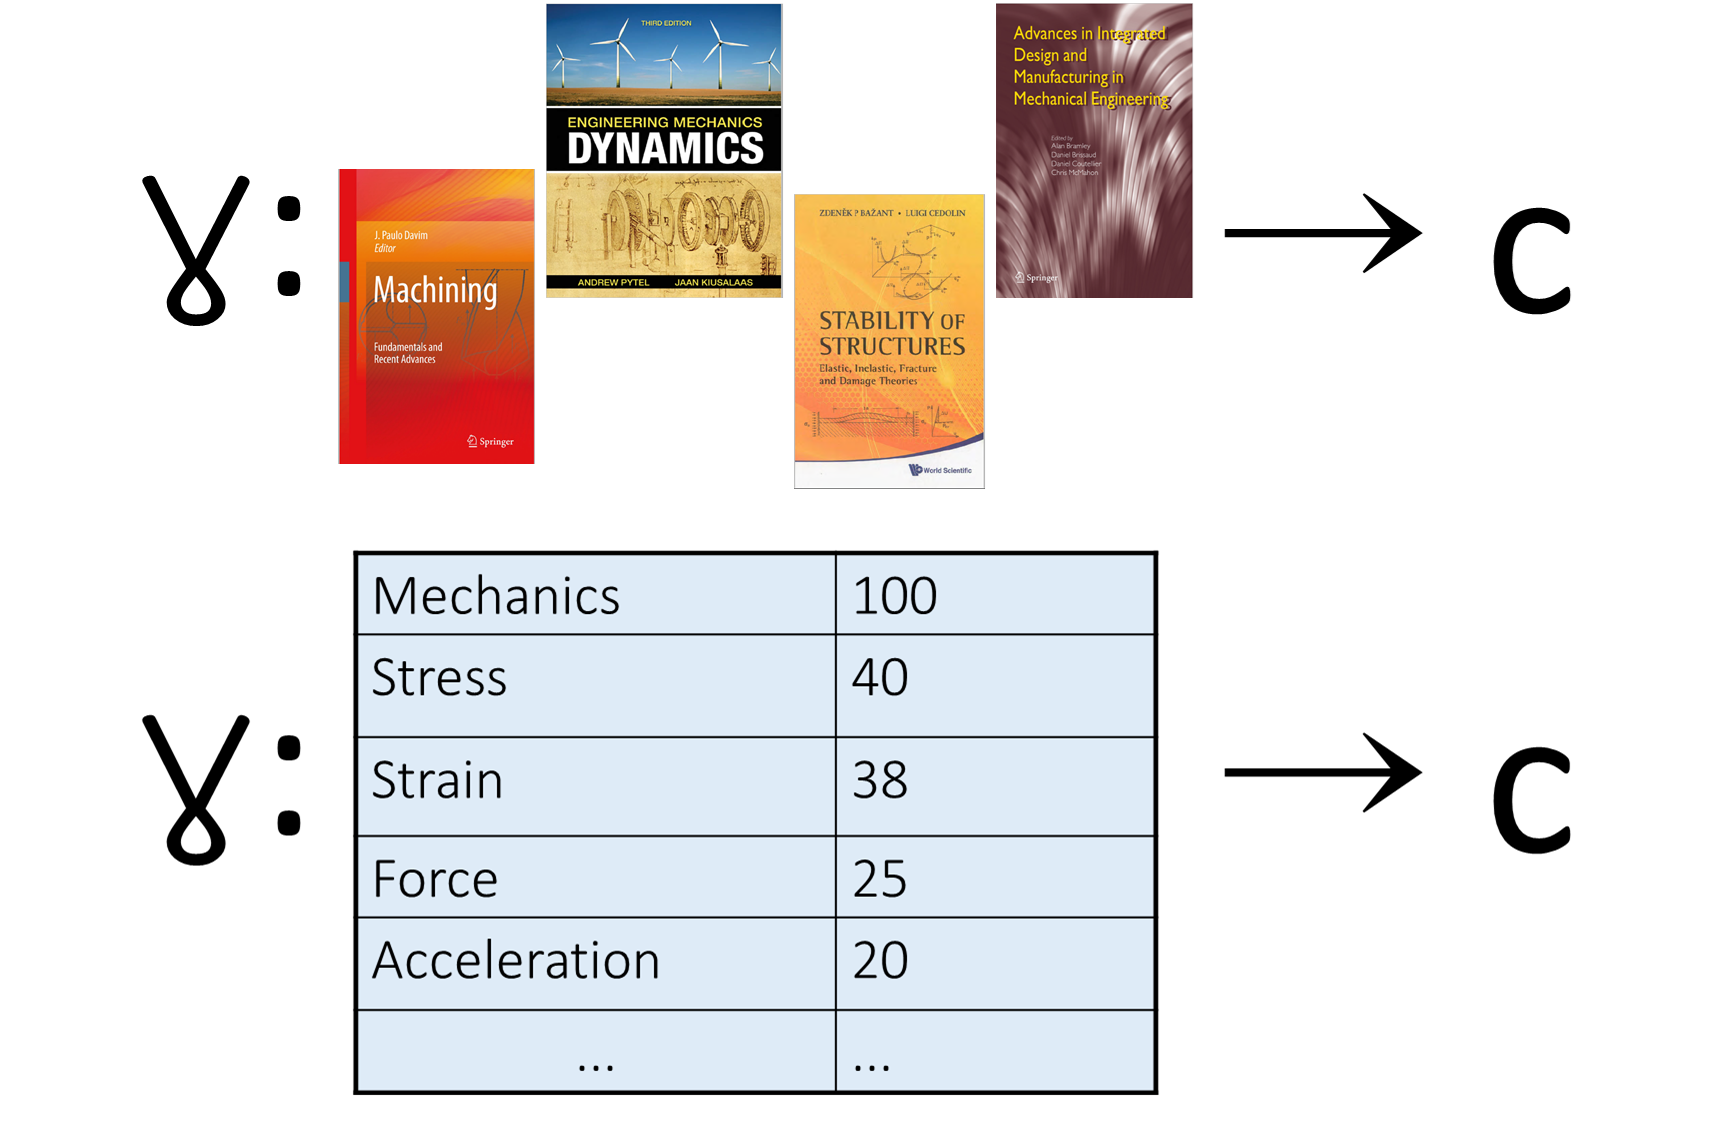 ɣ:
J. Paulo Davim
Editor
Machining
Fundamentals and
Recent Advances
Springer
THIRD EDITION
ENGINEERING MECHANICS
DYNAMICS
ANDREW PYTEL JAAN KIUSALAAS
ZDENĚK P BAŽANT • LUIGI CEDOLIN
STABILITY OF
STRUCTURES
Elastic, Inelastic, Fracture
and Damage Theories
World Scientific
Advances in Integrated
Design and
Manufacturing in
Mechanical Engineering
Edited by
Alan Bramley
Daniel Brissaud
Daniel Coutellier
Chris McMahon
Springer
→ c
ɣ:
Mechanics 100
Stress 40
Strain 38
Force 25
Acceleration 20
... ...
→ c